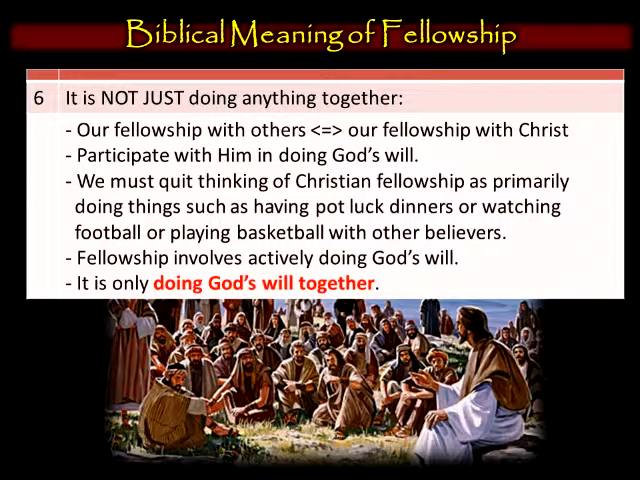 Biblical Meaning of Fellowship
6 It is NOT JUST doing anything together:
- Our fellowship with others <=> our fellowship with Christ
- Participate with Him in doing God's will.
- We must quit thinking of Christian fellowship as primarily
doing things such as having pot luck dinners or watching
football or playing basketball with other believers.
- Fellowship involves actively doing God's will.
- It is only doing God's will together.